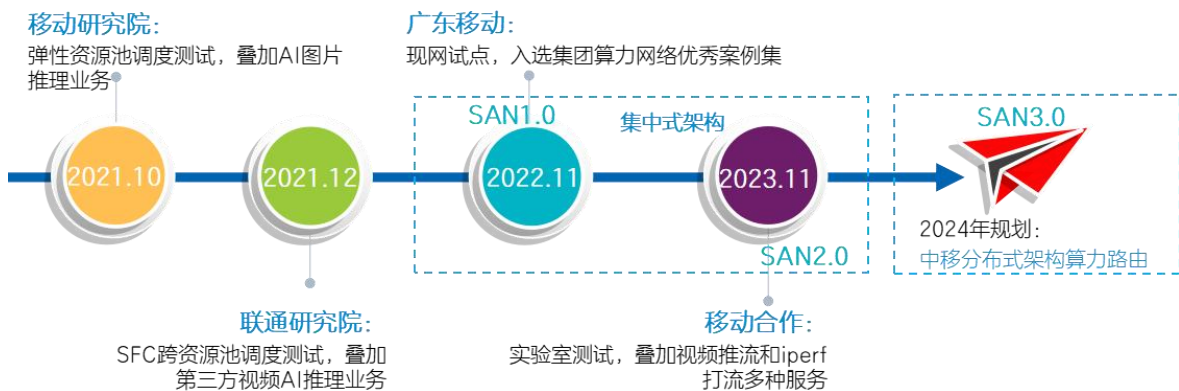 移动研究院：
弹性资源池调度测试，叠加AI图片
推理业务
广东移动：
现网试点，入选集团算力网络优秀案例集
SAN1.0
集中式架构
SAN3.0
2021.10
2021.12
2022.11
2023.11
SAN2.0
2024年规划：
中移分布式架构算力路由
联通研究院：
SFC跨资源池调度测试，叠加
第三方视频AI推理业务
移动合作：
实验室测试，叠加视频推流和iperf
打流多种服务